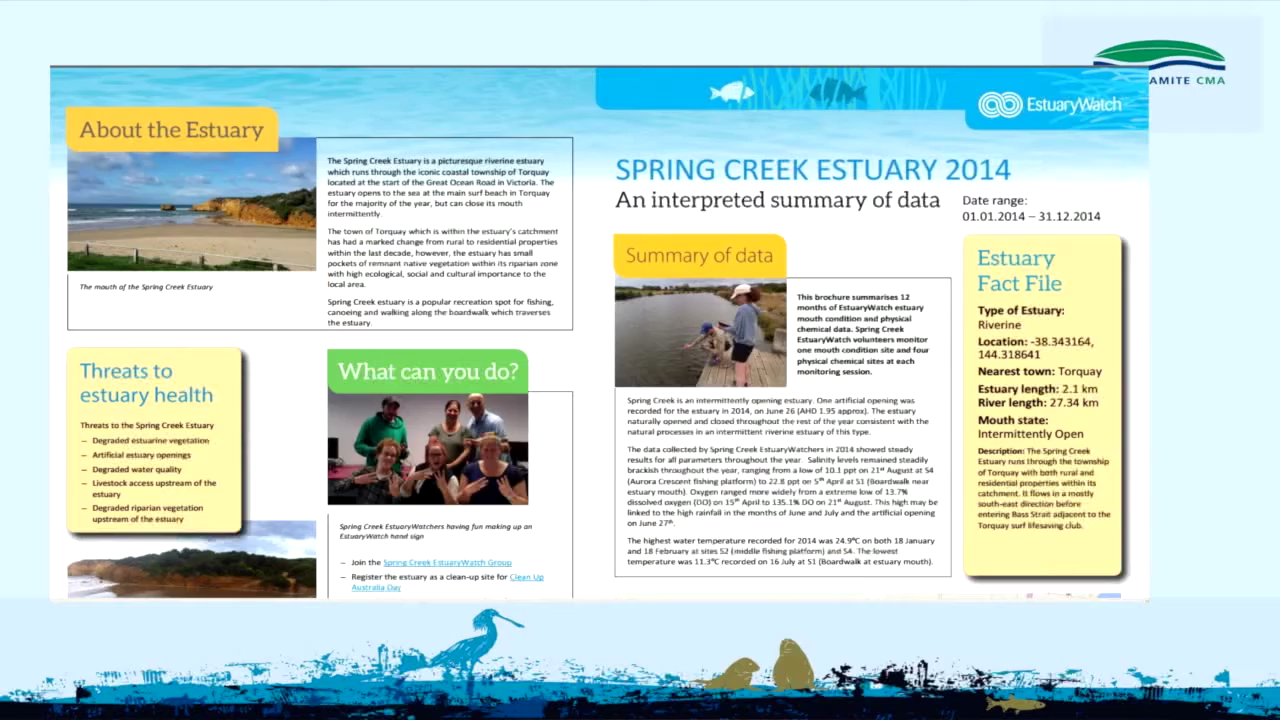 AMITE CMA
EstuaryWatch
About the Estuary
The Spring Creek Estuary is a picturesque riverine estuary
which runs through the iconic coastal township of Torquay
located at the start of the Great Ocean Road in Victoria. The
estuary opens to the sea at the main surf beach in Torquay
for the majority of the year, but can close its mouth
intermittently.
The town of Torquay which is within the estuary's catchment
has had a marked change from rural to residential properties
within the last decade, however, the estuary has small
pockets of remnant native vegetation within its riparian zone
with high ecological, social and cultural importance to the
local area.
Spring Creek estuary is a popular recreation spot for fishing,
canoeing and walking along the boardwalk which traverses
the estuary.
The mouth of the Spring Creek Estuary
Threats to
estuary health
Threats to the Spring Creek Estuary
– Degraded estuarine vegetation
– Artificial estuary openings
– Degraded water quality
– Livestock access upstream of the
estuary
– Degraded riparian vegetation
upstream of the estuary
What can you do?
Spring Creek EstuaryWatchers having fun making up an
EstuaryWatch hand sign
– Join the Spring Creek EstuaryWatch Group
– Register the estuary as a clean-up site for Clean Up
Australia Day
SPRING CREEK ESTUARY 2014
An interpreted summary of data
Date range:
01.01.2014 – 31.12.2014
Summary of data
This brochure summarises 12
months of EstuaryWatch estuary
mouth condition and physical
chemical data. Spring Creek
EstuaryWatch volunteers monitor
one mouth condition site and four
physical chemical sites at each
monitoring session.
Spring Creek is an intermittently opening estuary. One artificial opening was
recorded for the estuary in 2014, on June 26 (AHD 1.95 approx). The estuary
naturally opened and closed throughout the rest of the year consistent with the
natural processes in an intermittent riverine estuary of this type.
The data collected by Spring Creek EstuaryWatchers in 2014 showed steady
results for all parameters throughout the year. Salinity levels remained steadily
brackish throughout the year, ranging from a low of 10.1 ppt on 21st August at S4
(Aurora Crescent fishing platform) to 22.8 ppt on 5th April at S1 (Boardwalk near
estuary mouth). Oxygen ranged more widely from a extreme low of 13.7%
dissolved oxygen (DO) on 15th April to 135.1% DO on 21st August. This high may be
linked to the high rainfall in the months of June and July and the artificial opening
on June 27th.
The highest water temperature recorded for 2014 was 24.9°C on both 18 January
and 18 February at sites S2 (middle fishing platform) and S4. The lowest
temperature was 11.3°C recorded on 16 July at S1 (Boardwalk at estuary mouth).
Estuary
Fact File
Type of Estuary:
Riverine
Location: -38.343164,
144.318641
Nearest town: Torquay
Estuary length: 2.1 km
River length: 27.34 km
Mouth state:
Intermittently Open
Description: The Spring Creek
Estuary runs through the township
of Torquay with both rural and
residential properties within its
catchment. It flows in a mostly
south-east direction before
entering Bass Strait adjacent to the
Torquay surf lifesaving club.